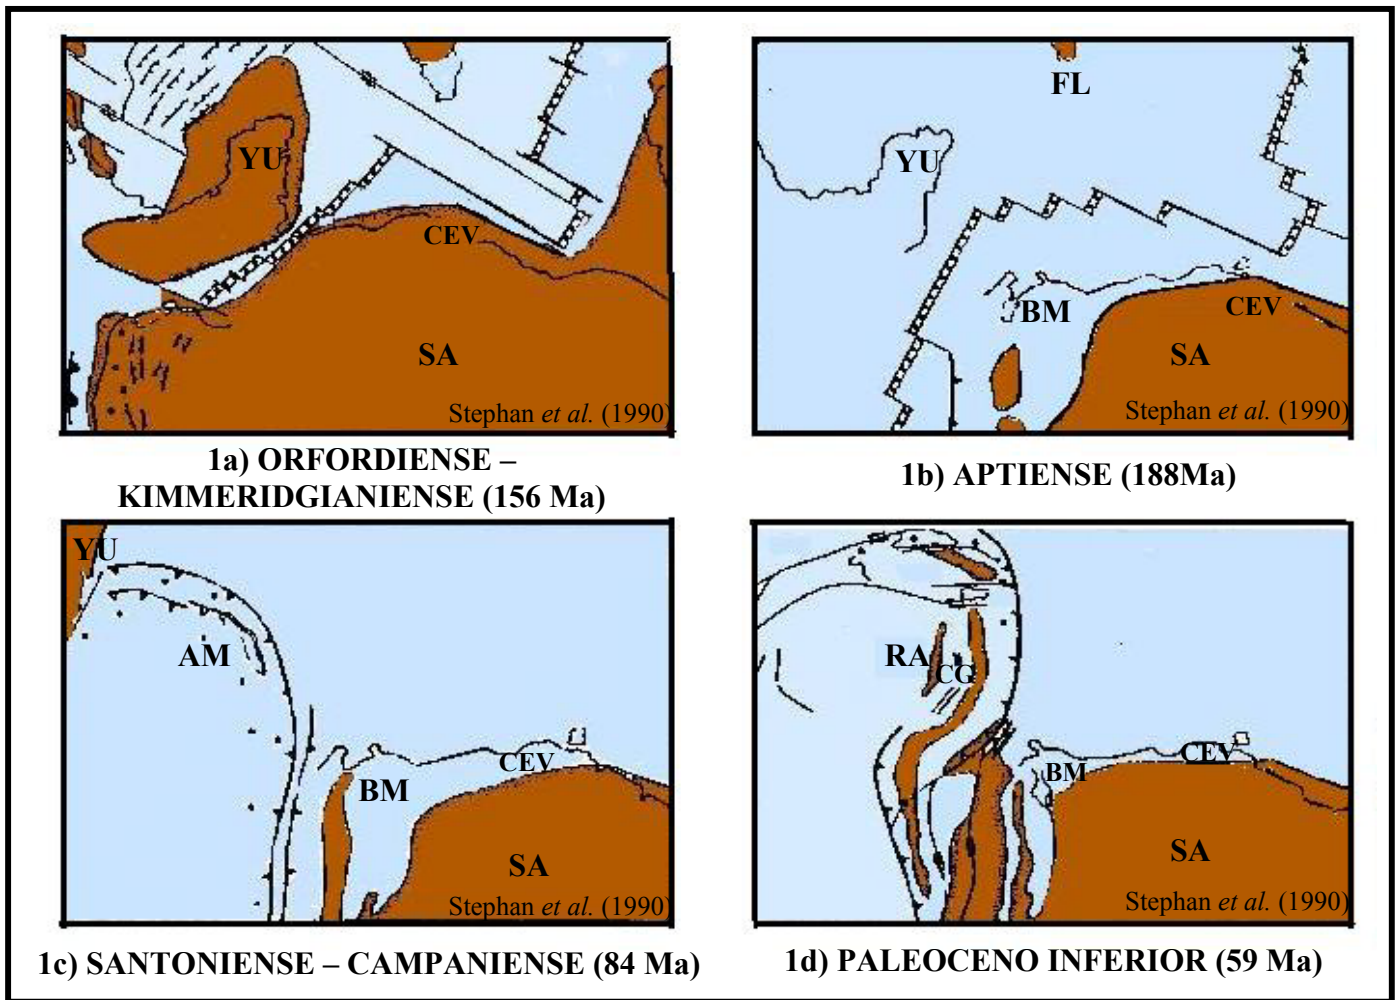 YU
CEV
SA
Stephan et al. (1990)
1a) ORFORDIENSE –
KIMMERIDGIANIENSE (156 Ma)
FL
YU
BM
CEV
SA
Stephan et al. (1990)
1b) APTIENSE (188Ma)
YU
AM
CEV
BM
SA
Stephan et al. (1990)
1c) SANTONIENSE – CAMPANIENSE (84 Ma)
RA
CG
CEV
BM
SA
Stephan et al. (1990)
1d) PALEOCENO INFERIOR (59 Ma)